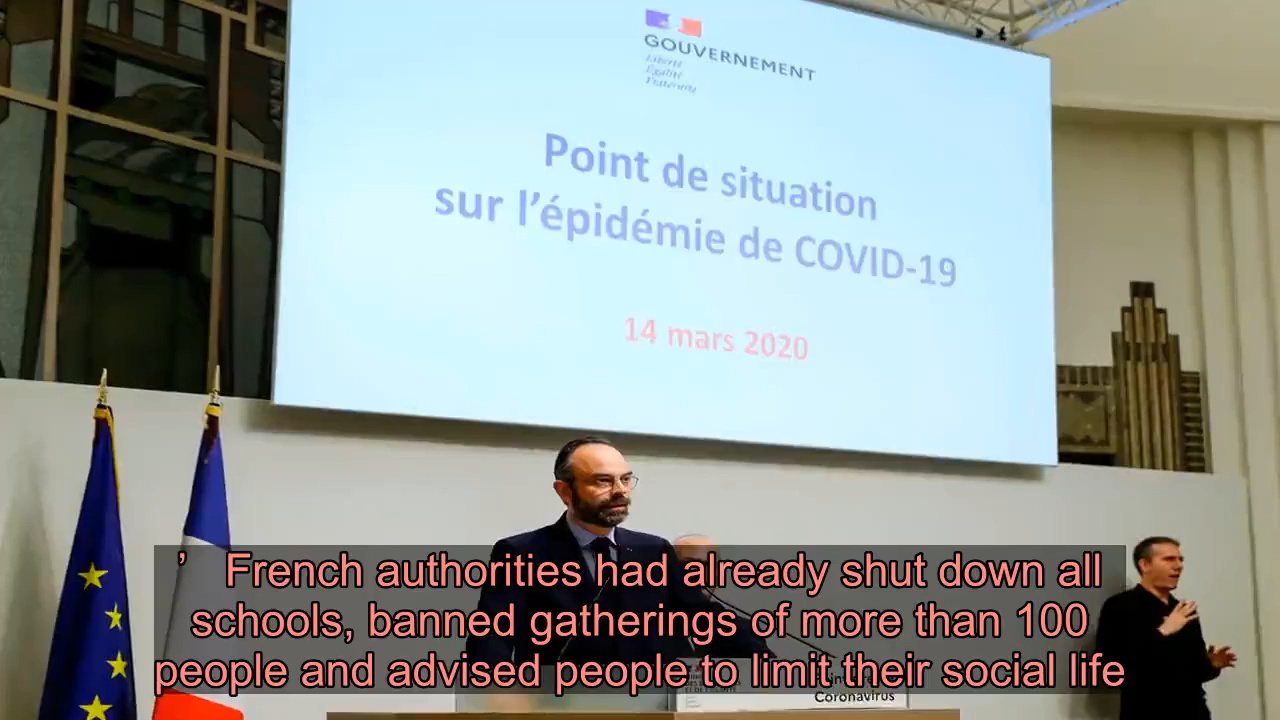 GOUVERNEMENT
Liberté
Égalité
Fraternité
Point de situation
sur l'épidémie de COVID-19
14 mars 2020
' French authorities had already shut down all
schools, banned gatherings of more than 100
people and advised people to limit their social life
Coronavirus